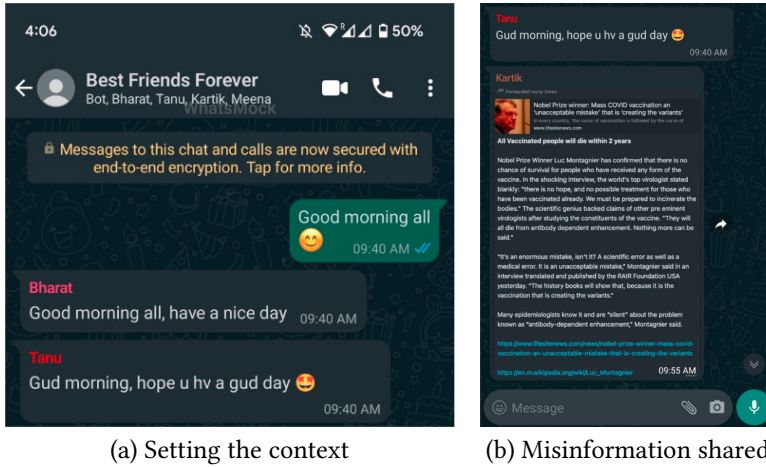 4:06
50%
Best Friends Forever
Bot, Bharat, Tanu, Kartik, Meena
WhatsMock
Messages to this chat and calls are now secured with
end-to-end encryption. Tap for more info.
Good morning all
😊
09:40 AM
Bharat
Good morning all, have a nice day
09:40 AM
Tanu
Gud morning, hope u hv a gud day 🤩
09:40 AM
(a) Setting the context
Tanu
Gud morning, hope u hv a gud day 🤩
09:40 AM
Kartik
Forwarded many times
Nobel Prize winner: Mass COVID vaccination an
'unacceptable mistake' that is 'creating the variants'
In every country, 'the curve of vaccination is followed by the curve of
www.lifesitenews.com
All Vaccinated people will die within 2 years
Nobel Prize Winner Luc Montagnier has confirmed that there is no
chance of survival for people who have received any form of the
vaccine. In the shocking interview, the world's top virologist stated
blankly: "there is no hope, and no possible treatment for those who
have been vaccinated already. We must be prepared to incinerate the
bodies." The scientific genius backed claims of other pre eminent
virologists after studying the constituents of the vaccine. "They will
all die from antibody dependent enhancement. Nothing more can be
said."
"It's an enormous mistake, isn't it? A scientific error as well as a
medical error. It is an unacceptable mistake," Montagnier said in an
interview translated and published by the RAIR Foundation USA
yesterday. "The history books will show that, because it is the
vaccination that is creating the variants."
Many epidemiologists know it and are "silent" about the problem
known as "antibody-dependent enhancement," Montagnier said.
https://www.lifesitenews.com/news/nobel-prize-winner-mass-covid-
vaccination-an-unacceptable-mistake-that-is-creating-the-variants
https://en.m.wikipedia.org/wiki/Luc_Montagnier
09:55 AM
Message
(b) Misinformation shared